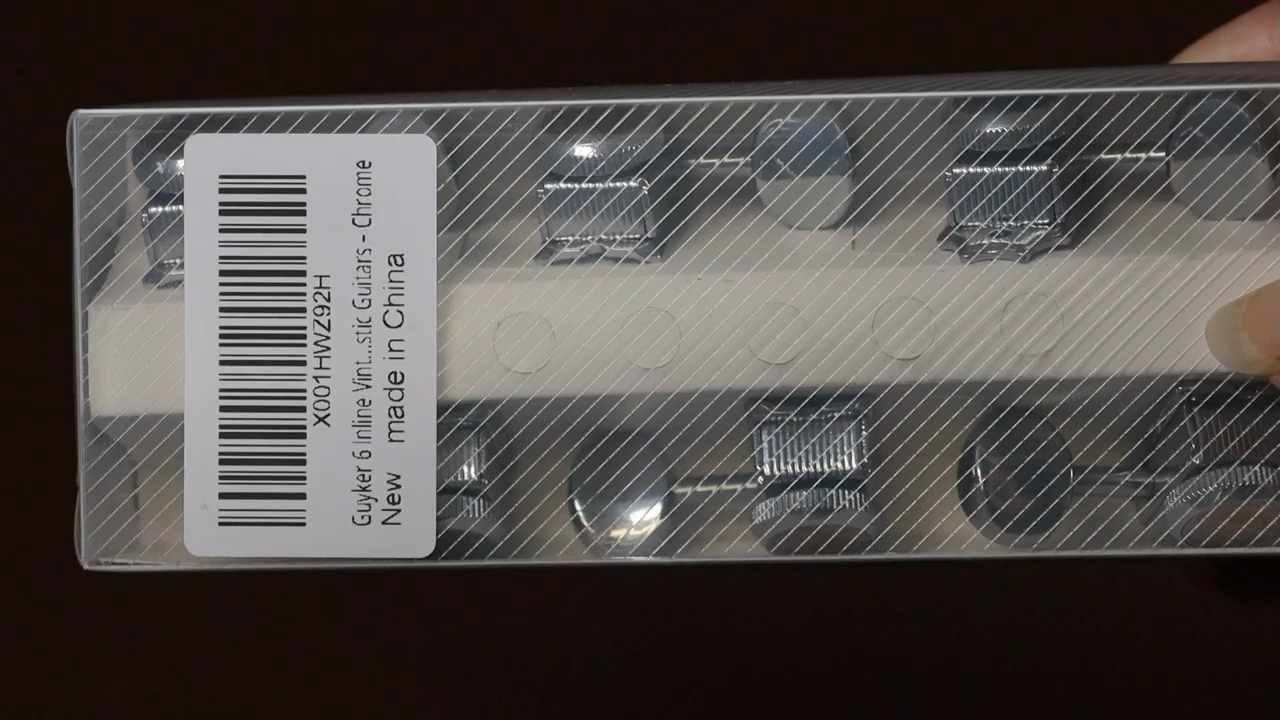 X001HWZ92H
Guyker 6 Inline Vint...stic Guitars - Chrome
New made in China